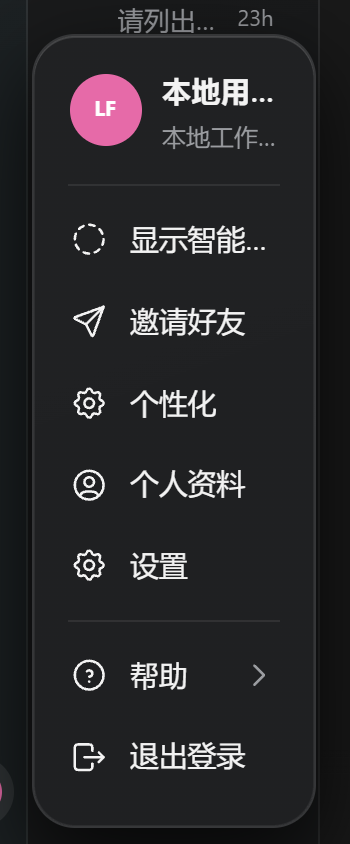 请列出... 23h
LF
本地用...
本地工作...
显示智能...
邀请好友
个性化
个人资料
设置
帮助
退出登录